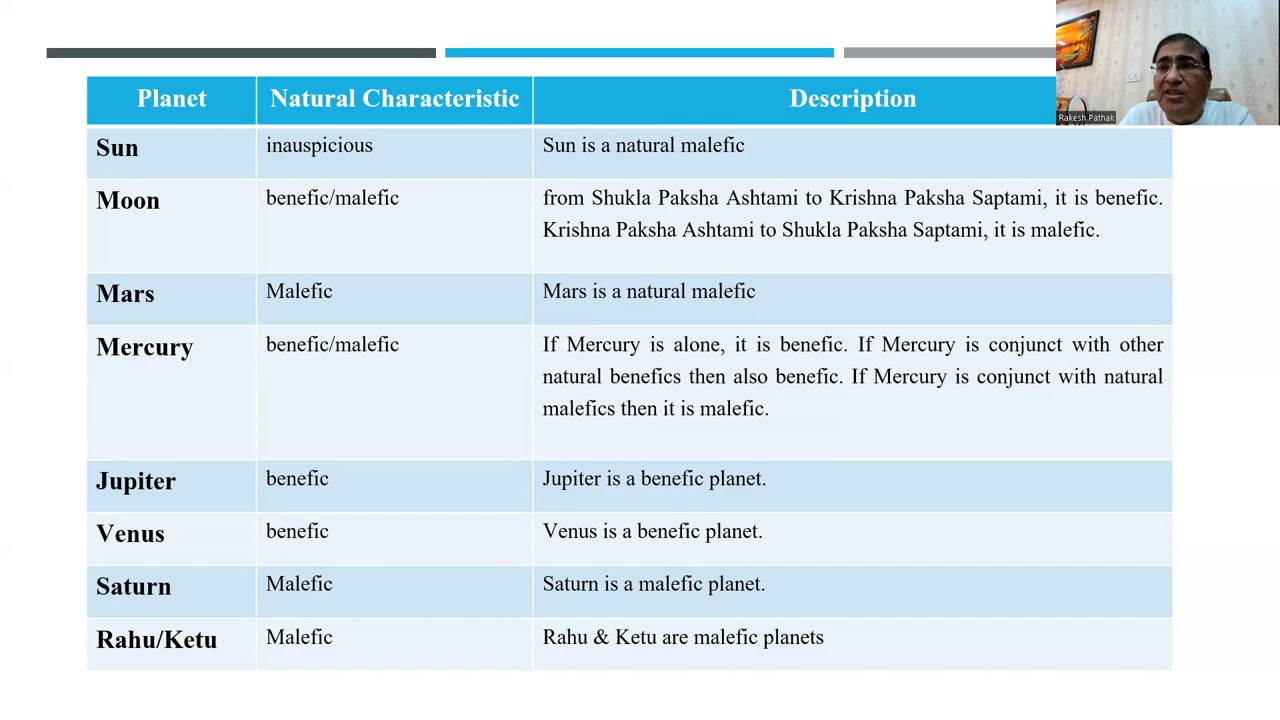 Planet Natural Characteristic Description
Rakesh Pathak
Sun inauspicious Sun is a natural malefic
Moon benefic/malefic from Shukla Paksha Ashtami to Krishna Paksha Saptami, it is benefic.
Krishna Paksha Ashtami to Shukla Paksha Saptami, it is malefic.
Mars Malefic Mars is a natural malefic
Mercury benefic/malefic If Mercury is alone, it is benefic. If Mercury is conjunct with other
natural benefics then also benefic. If Mercury is conjunct with natural
malefics then it is malefic.
Jupiter benefic Jupiter is a benefic planet.
Venus benefic Venus is a benefic planet.
Saturn Malefic Saturn is a malefic planet.
Rahu/Ketu Malefic Rahu & Ketu are malefic planets